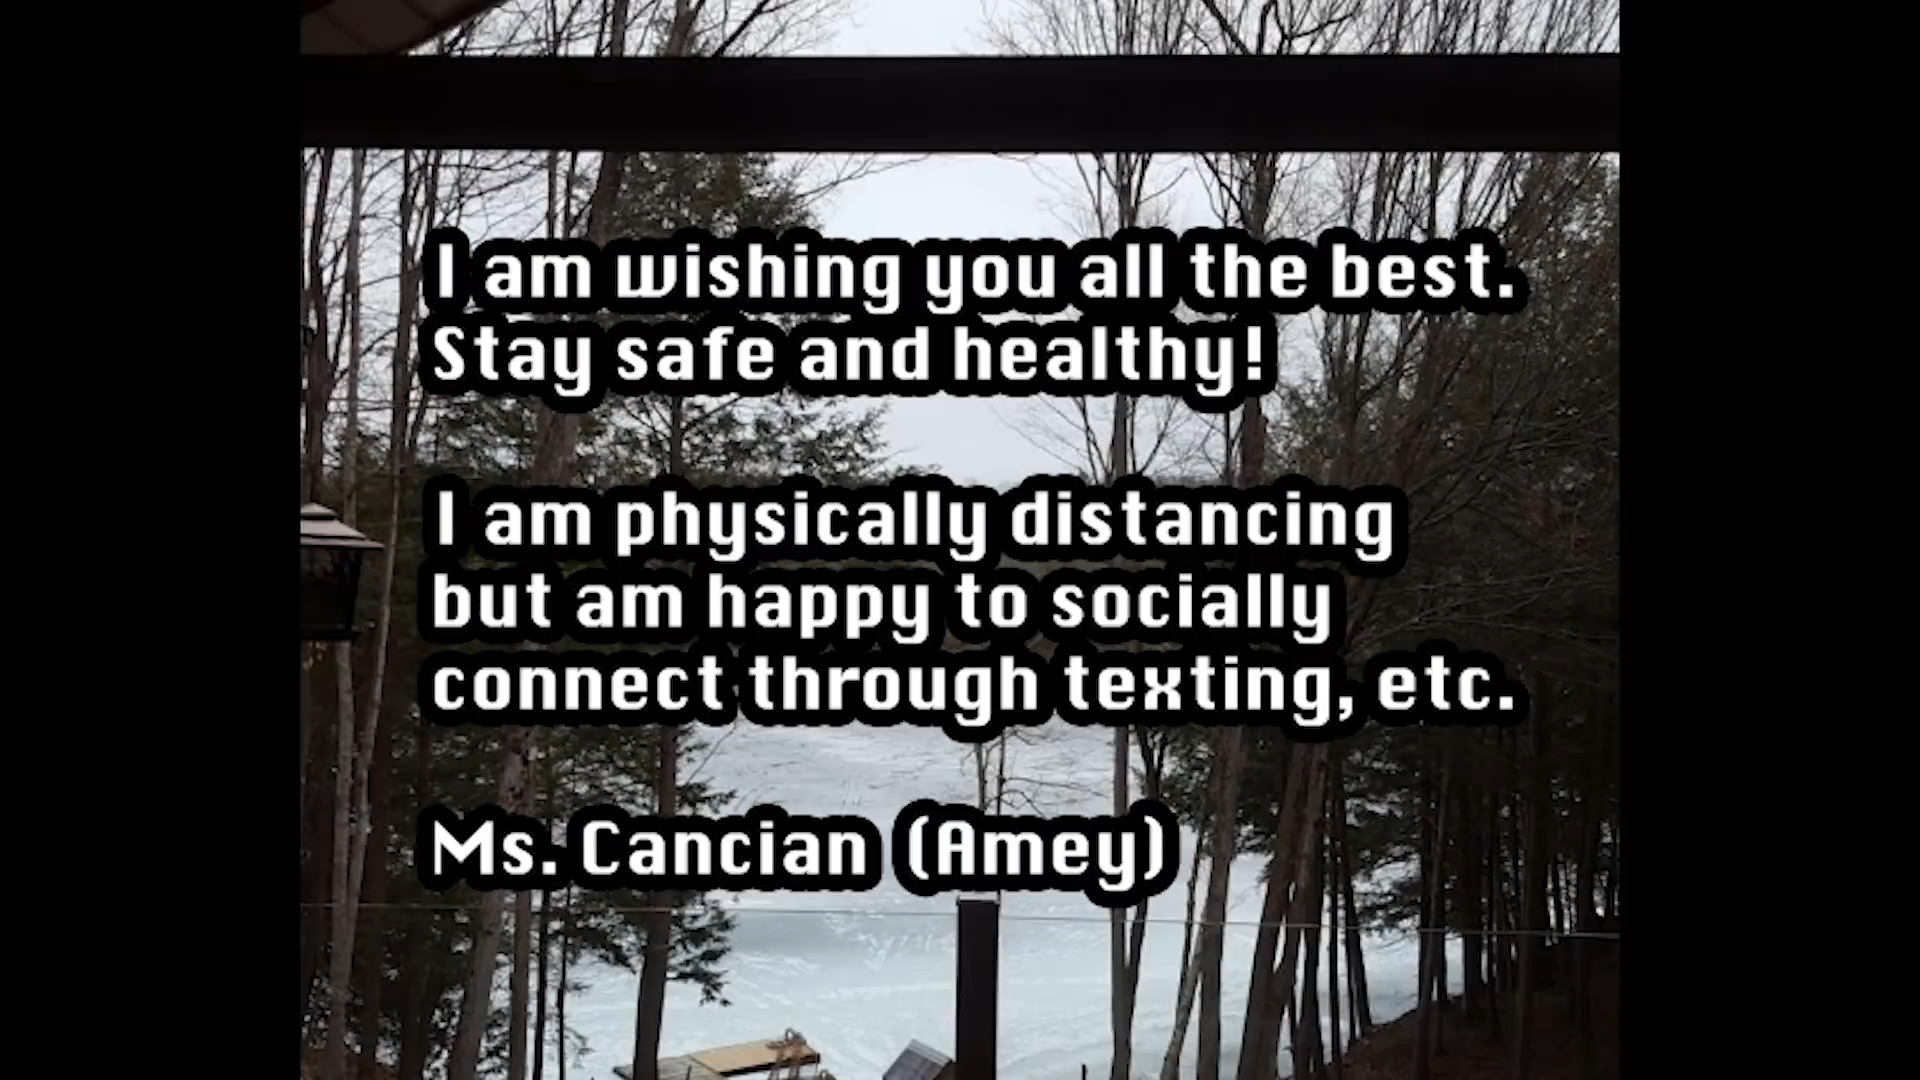 I am wishing you all the best.
Stay safe and healthy!
I am physically distancing
but am happy to socially
connect through texting, etc.
Ms. Cancian (Amey)